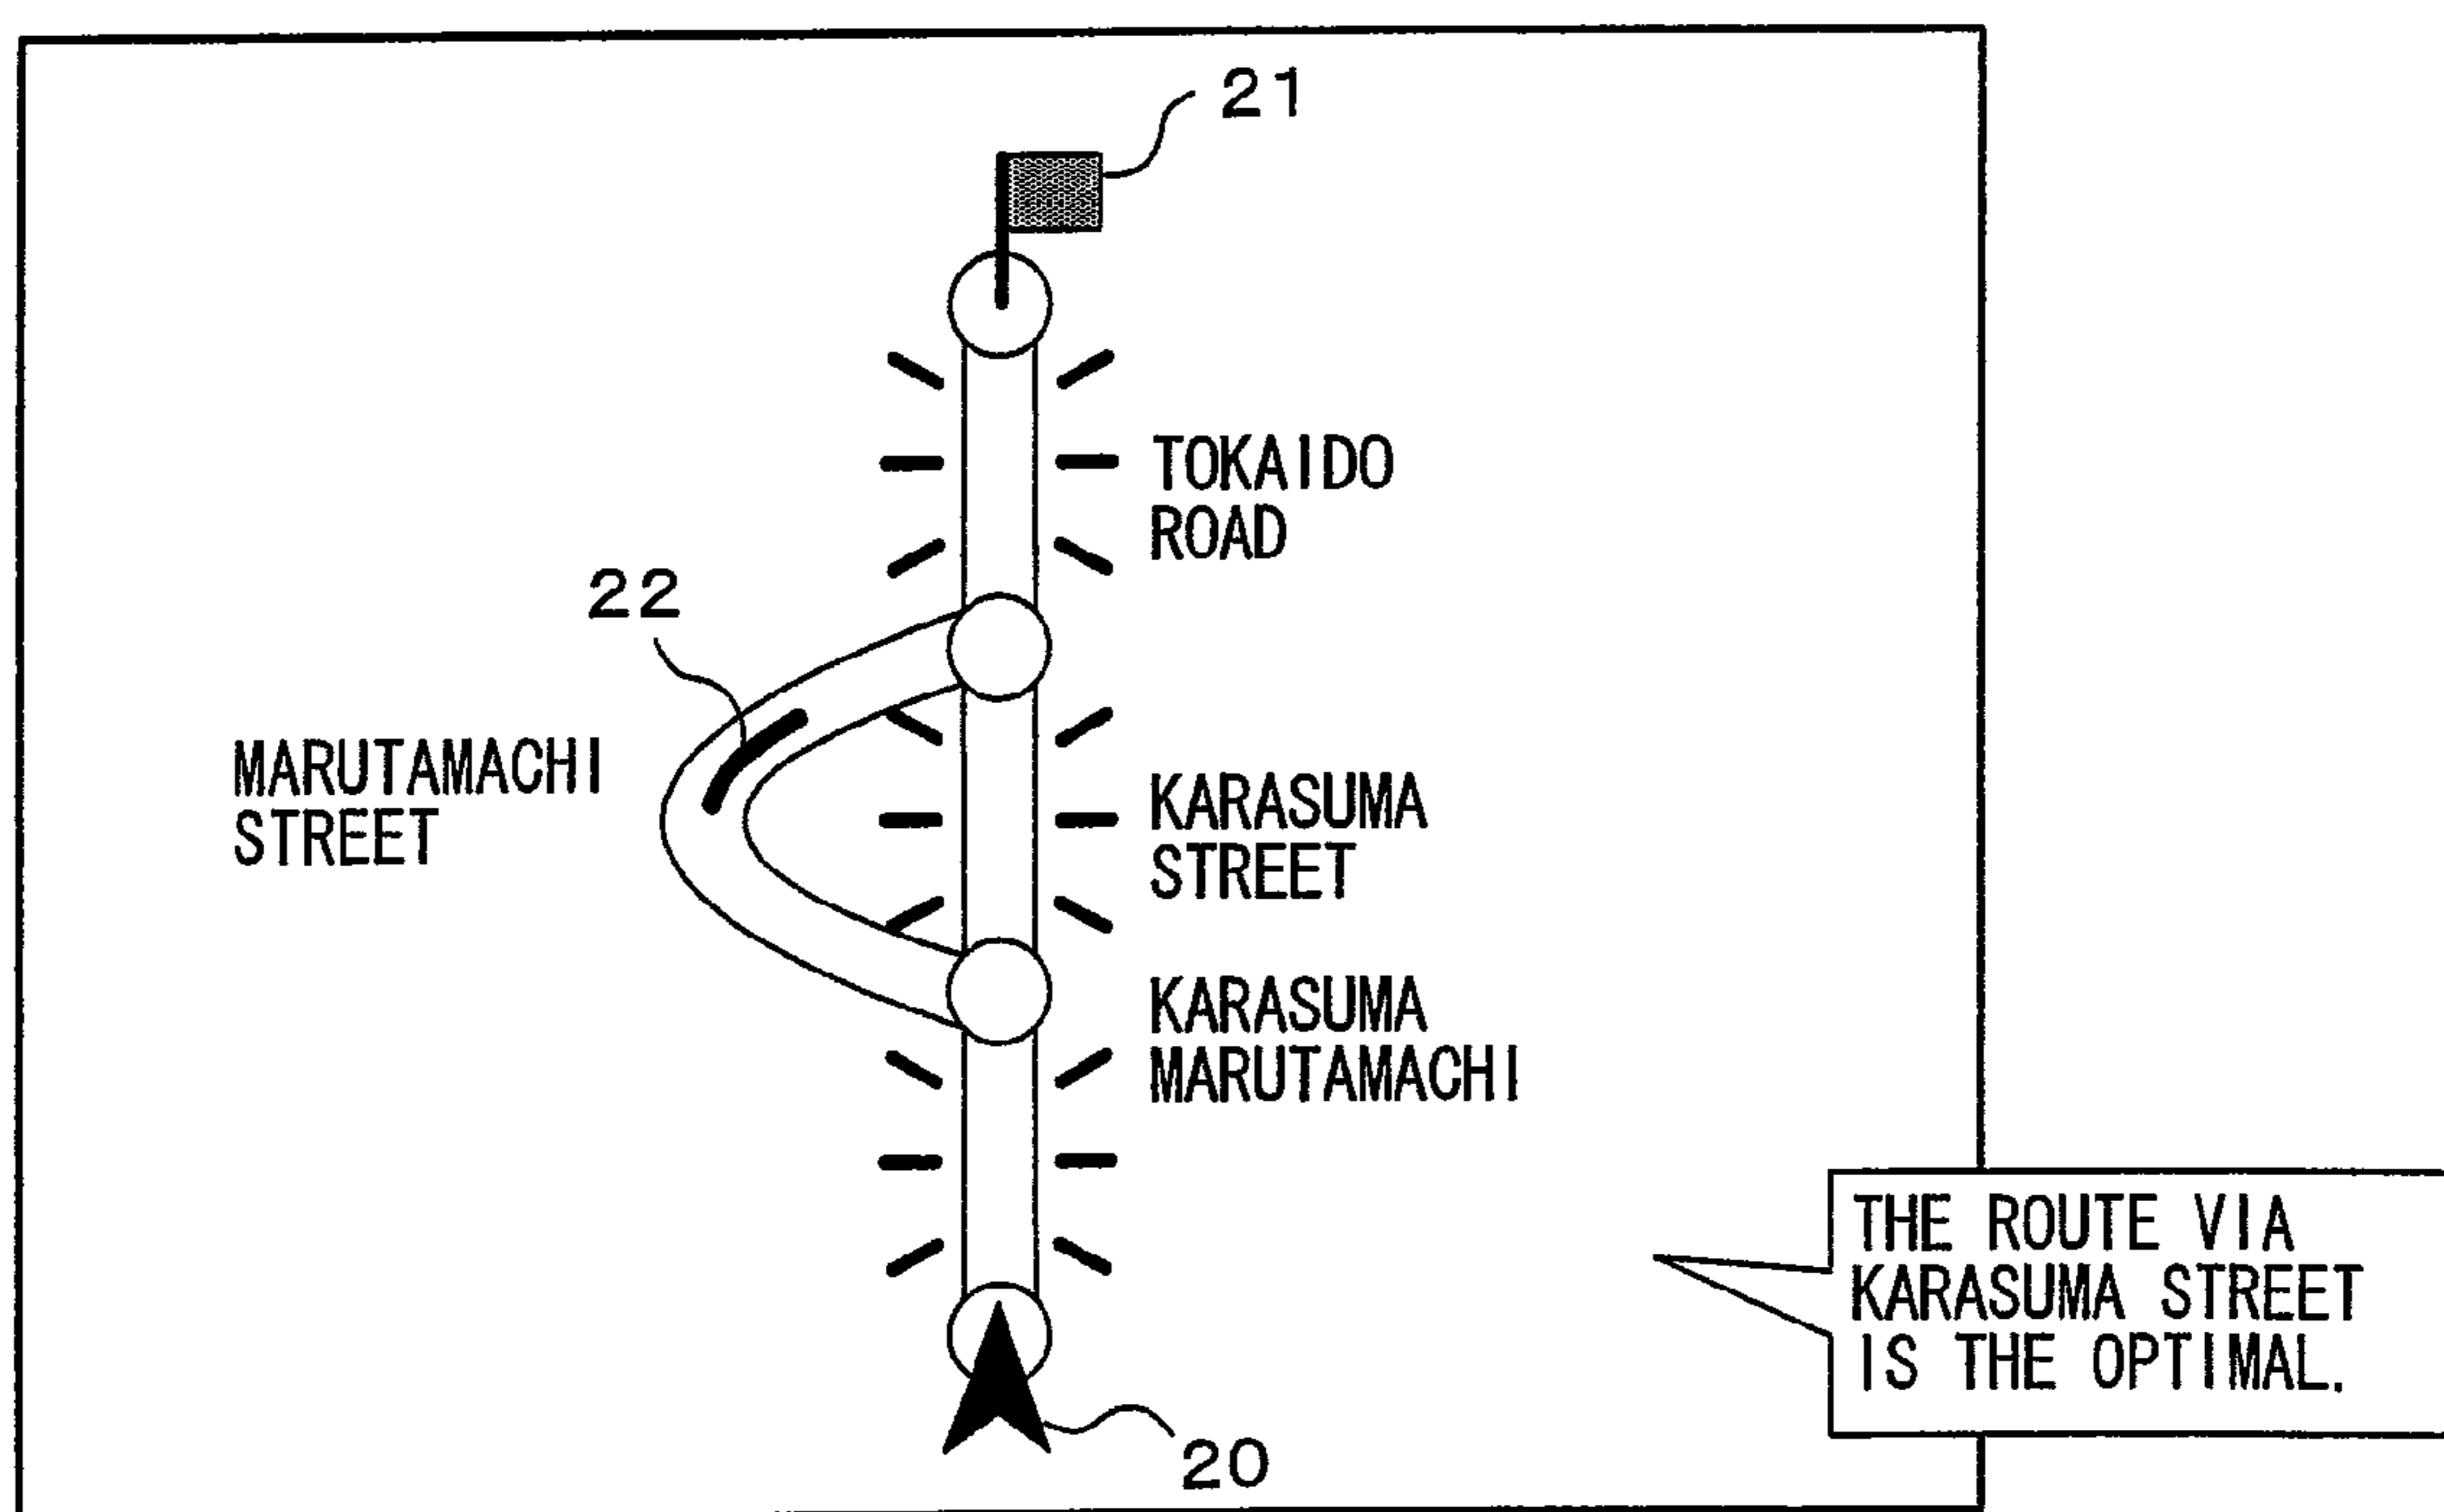 21
TOKAIDO
ROAD
22
MARUTAMACHI
STREET
KARASUMA
STREET
KARASUMA
MARUTAMACHI
THE ROUTE VIA
KARASUMA STREET
IS THE OPTIMAL.
20